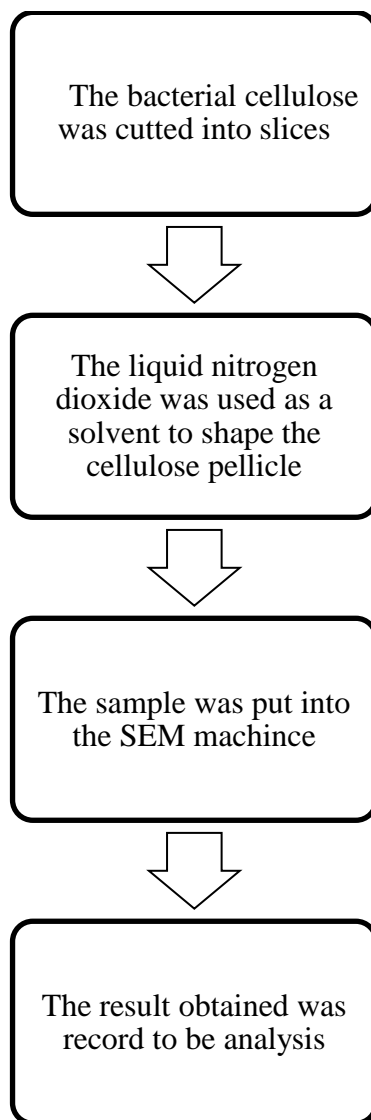 The bacterial cellulose
was cutted into slices
The liquid nitrogen
dioxide was used as a
solvent to shape the
cellulose pellicle
The sample was put into
the SEM machince
The result obtained was
record to be analysis